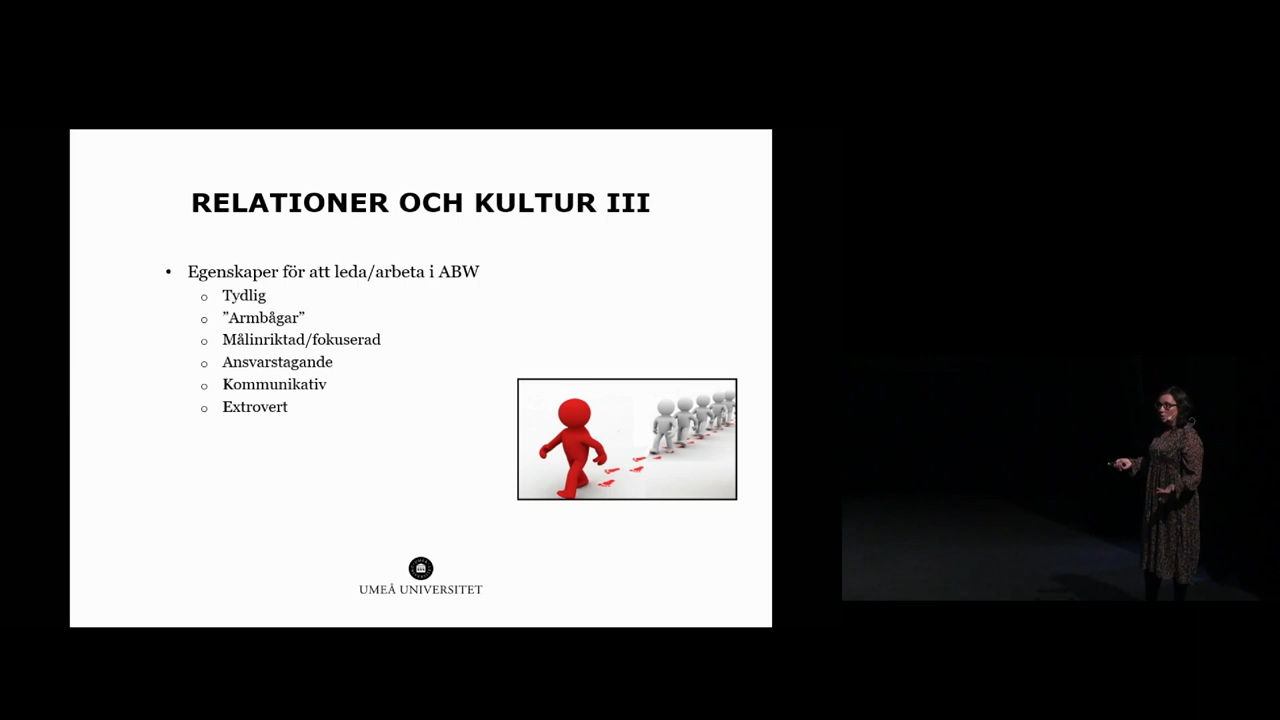 RELATIONER OCH KULTUR III
• Egenskaper för att leda/arbeta i ABW
o Tydlig
o ”Armbågar”
o Målinriktad/fokuserad
o Ansvarstagande
o Kommunikativ
o Extrovert
UMEÅ UNIVERSITET